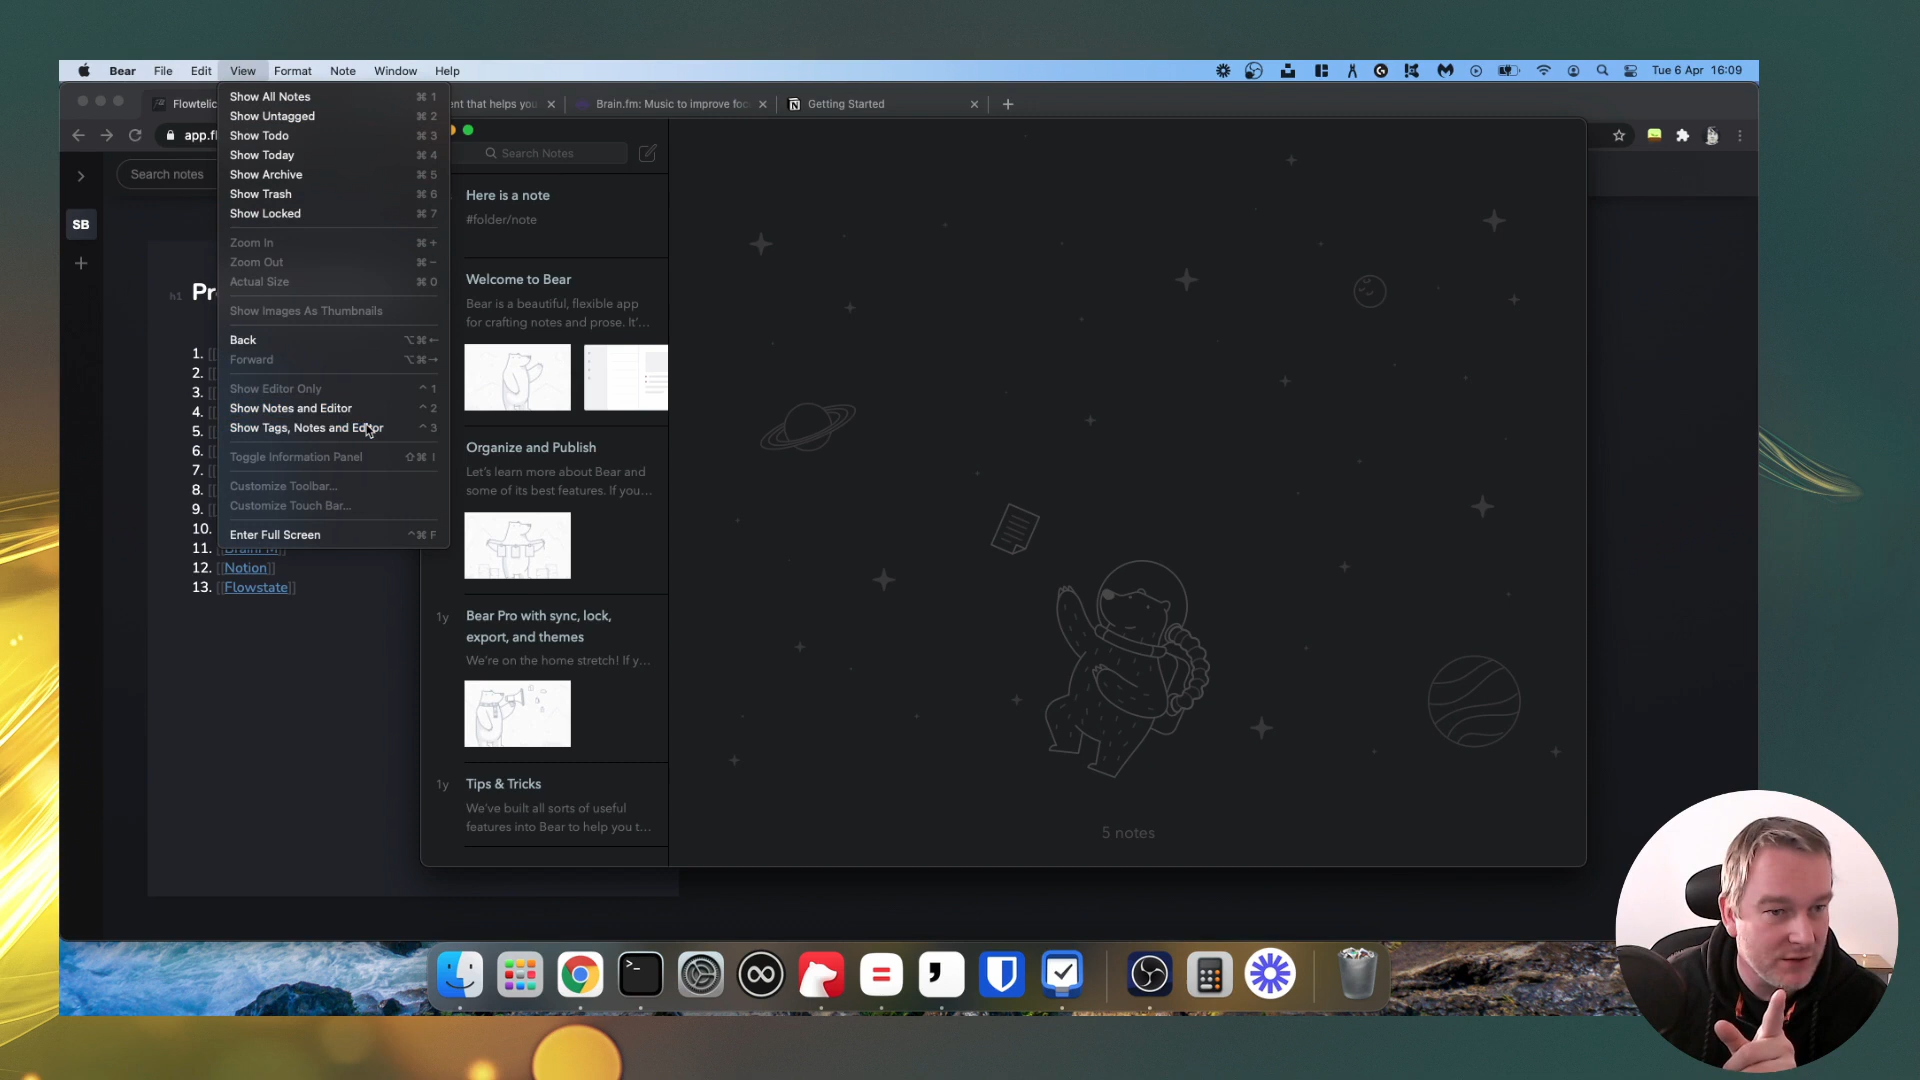 Bear File Edit View Format Note Window Help
Tue 6 Apr 16:09
Flowtelic
ent that helps you
Brain.fm: Music to improve foc
Getting Started
app.fl
Search notes
SB
h1 Pr
1. [[
2. [[
3. [[
4. [[
5. [[
6. [[
7. [[
8. [[
9. [[
10.
11. [[BrainFM]]
12. [[Notion]]
13. [[Flowstate]]
Show All Notes ⌘ 1
Show Untagged ⌘ 2
Show Todo ⌘ 3
Show Today ⌘ 4
Show Archive ⌘ 5
Show Trash ⌘ 6
Show Locked ⌘ 7
Zoom In ⌘ +
Zoom Out ⌘ −
Actual Size ⌘ 0
Show Images As Thumbnails
Back ⌥⌘←
Forward ⌥⌘→
Show Editor Only ^ 1
Show Notes and Editor ^ 2
Show Tags, Notes and Editor ^ 3
Toggle Information Panel ⇧⌘ I
Customize Toolbar...
Customize Touch Bar...
Enter Full Screen ^⌘ F
Search Notes
Here is a note
#folder/note
Welcome to Bear
Bear is a beautiful, flexible app
for crafting notes and prose. It'...
Organize and Publish
Let's learn more about Bear and
some of its best features. If you...
1y Bear Pro with sync, lock,
export, and themes
We're on the home stretch! If y...
1y Tips & Tricks
We've built all sorts of useful
features into Bear to help you t...
5 notes